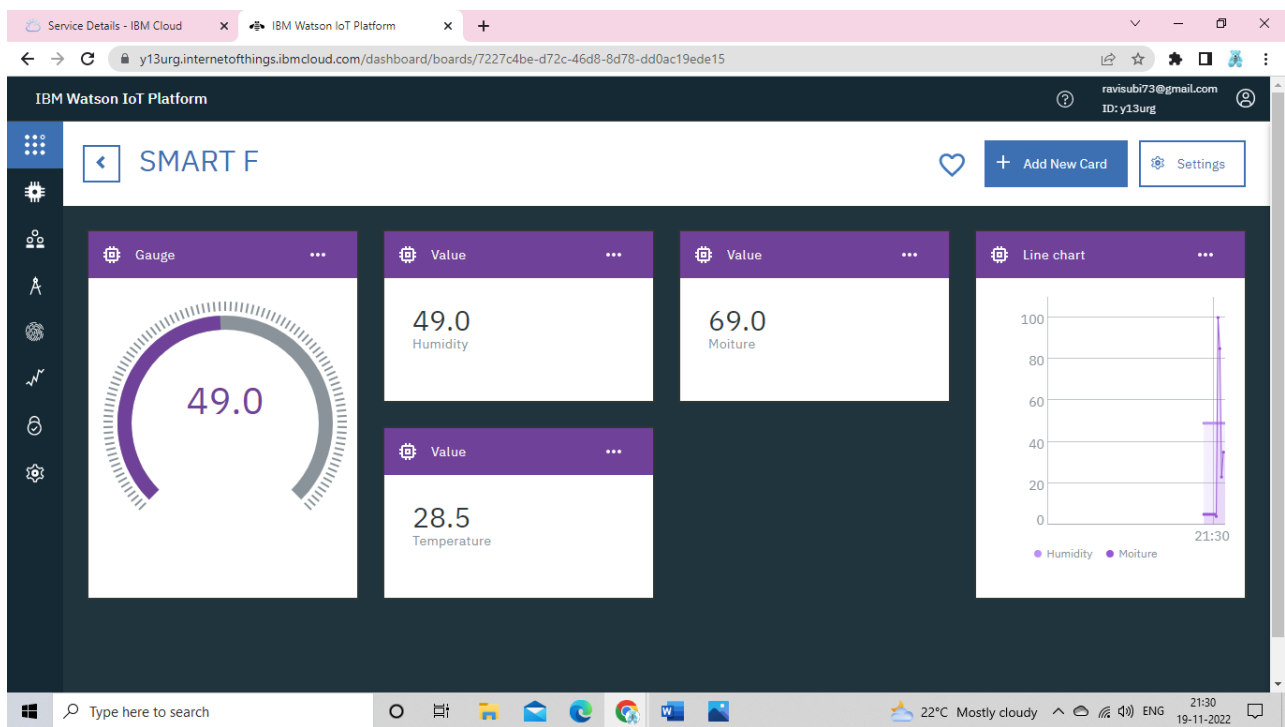 Service Details - IBM Cloud
IBM Watson IoT Platform
y13urg.internetofthings.ibmcloud.com/dashboard/boards/7227c4be-d72c-46d8-8d78-dd0ac19ede15
IBM Watson IoT Platform
ravisubi73@gmail.com
ID: y13urg
SMART F
Add New Card
Settings
Gauge
49.0
Value
49.0
Humidity
Value
69.0
Moiture
Line chart
100
80
60
40
20
0
21:30
Humidity Moiture
Value
28.5
Temperature
Type here to search
22°C Mostly cloudy
ENG
21:30
19-11-2022